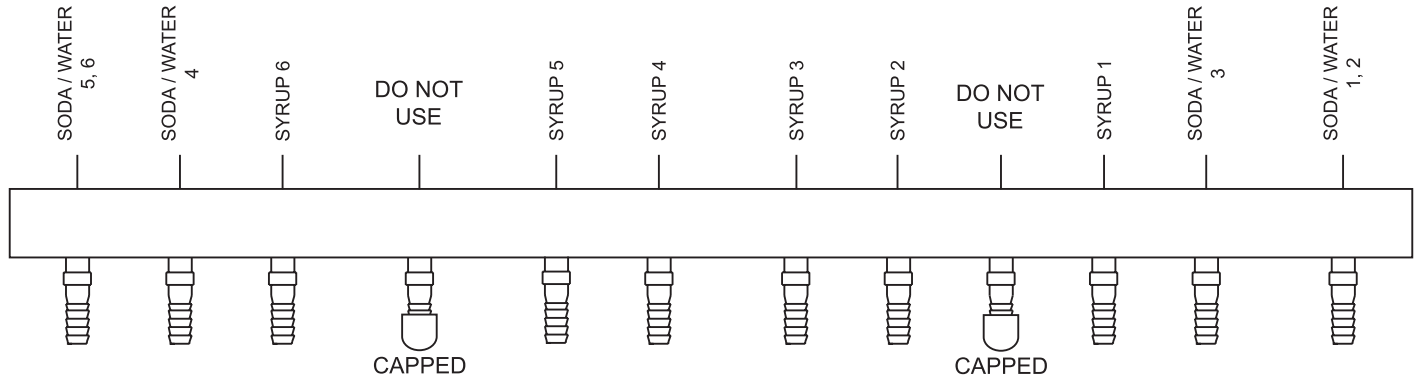 SODA / WATER
5, 6
SODA / WATER
4
SYRUP 6
DO NOT
USE
SYRUP 5
SYRUP 4
SYRUP 3
SYRUP 2
DO NOT
USE
SYRUP 1
SODA / WATER
3
SODA / WATER
1, 2
CAPPED
CAPPED